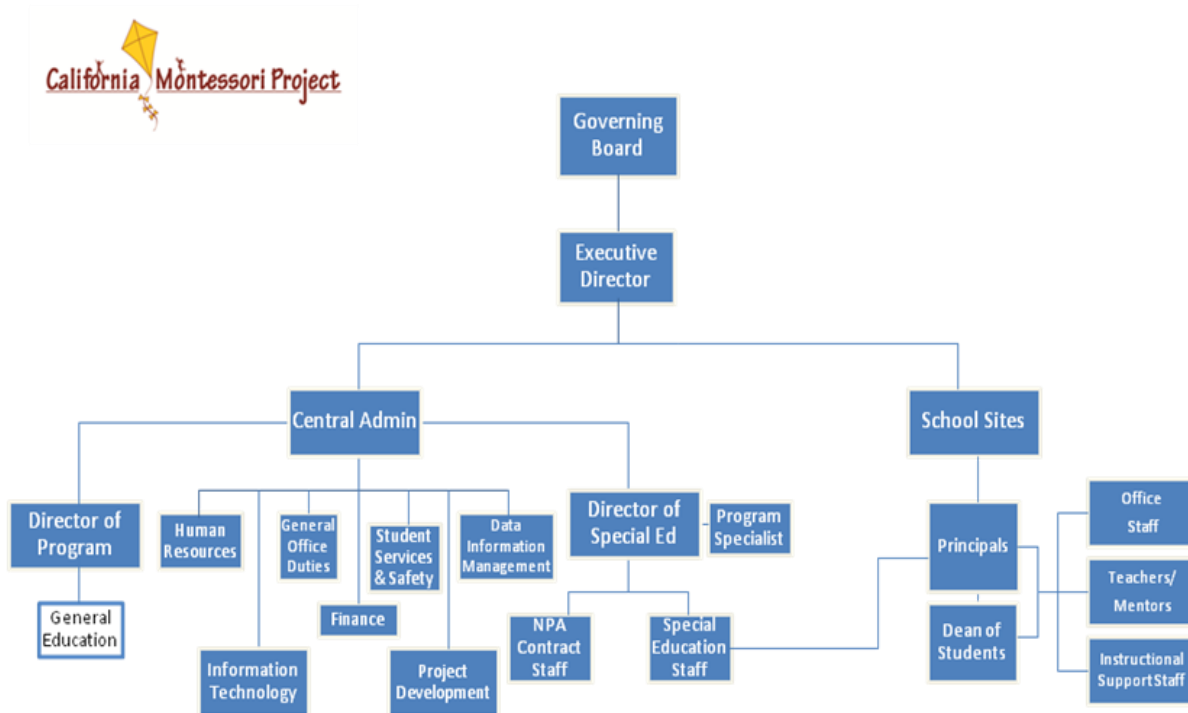 California Montessori Project
Governing
Board
Executive
Director
Central Admin
School Sites
Director of
Program
General
Education
Human
Resources
Information
Technology
General
Office
Duties
Finance
Student
Services
& Safety
Project
Development
Data
Information
Management
Director of
Special Ed
Program
Specialist
NPA
Contract
Staff
Special
Education
Staff
Principals
Dean of
Students
Office
Staff
Teachers/
Mentors
Instructional
Support Staff